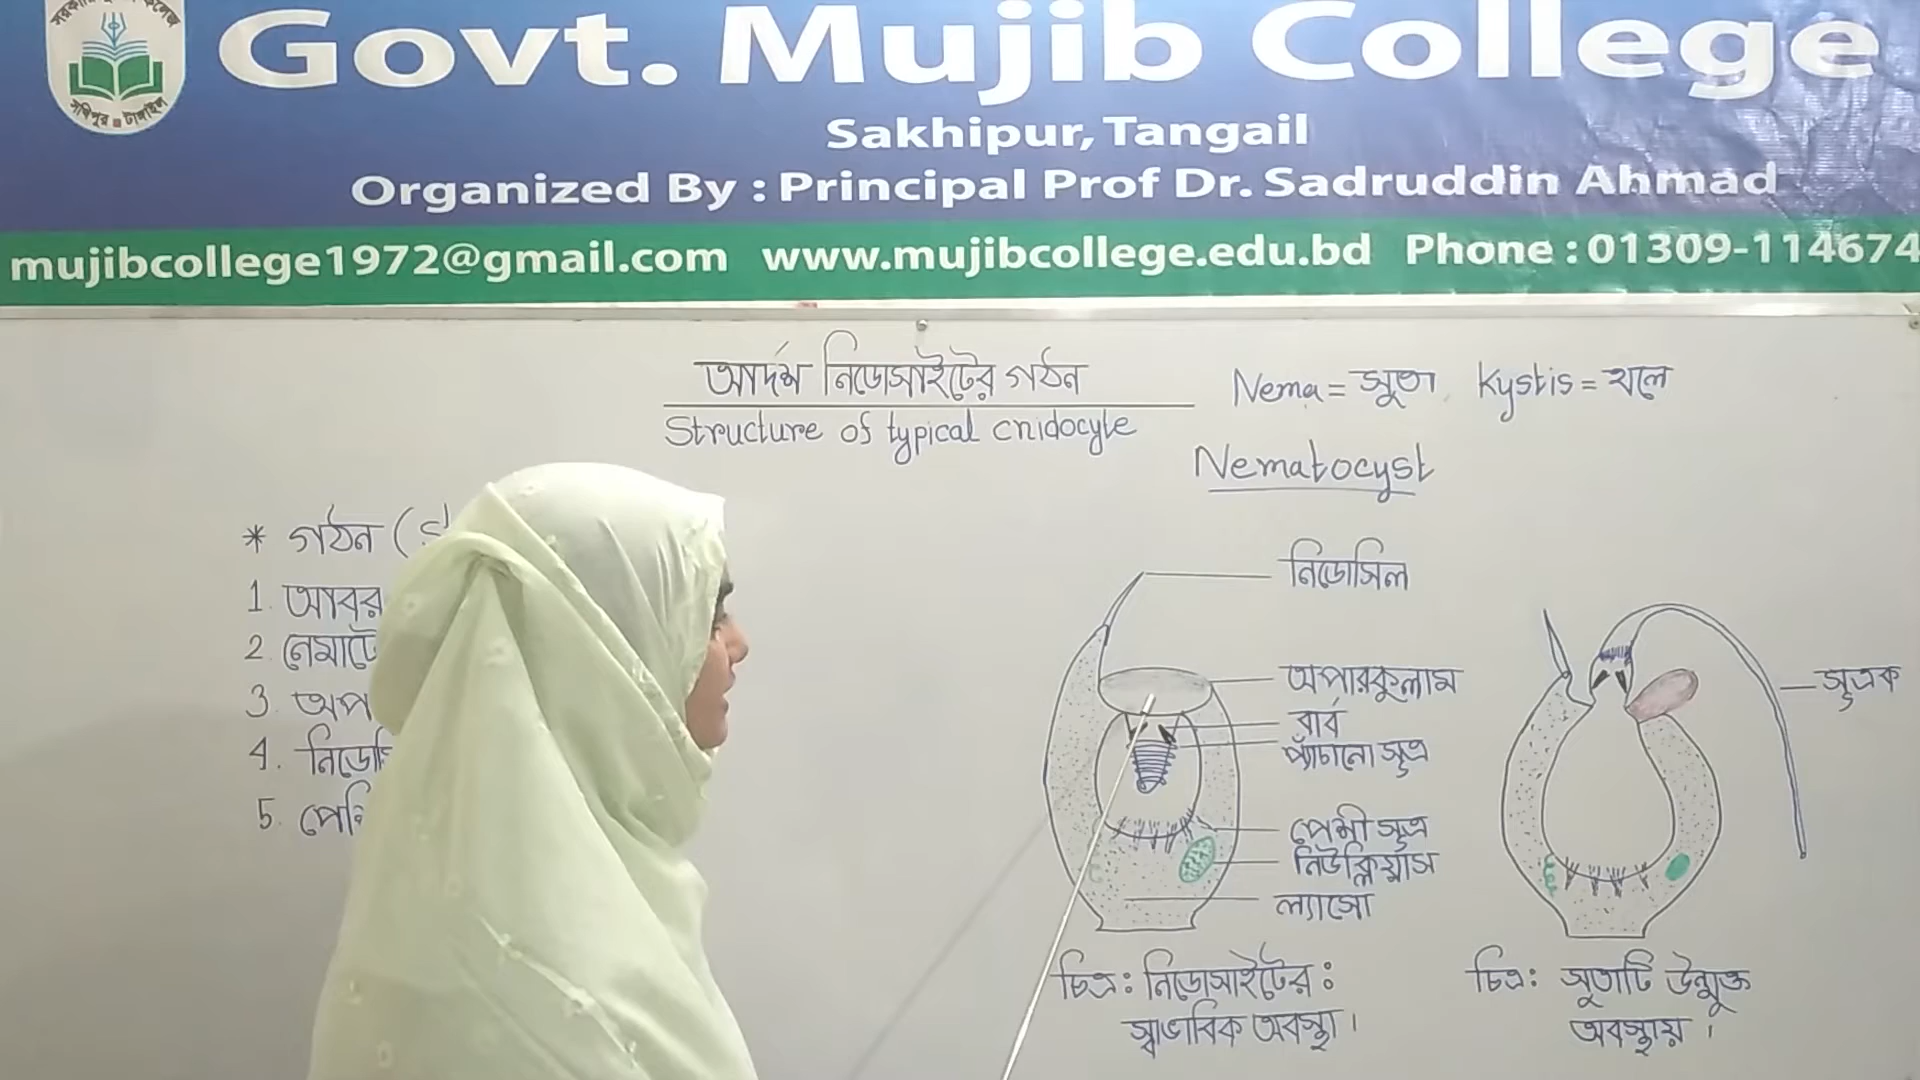 Govt. Mujib College
সখিপুর টাঙ্গাইল
Sakhipur, Tangail
Organized By : Principal Prof Dr. Sadruddin Ahmad
mujibcollege1972@gmail.com www.mujibcollege.edu.bd Phone : 01309-114674
আদর্শ নিডোসাইটের গঠন
Structure of typical cnidocyte
Nema = সুতা, Kystis = থলে
Nematocyst
* গঠন (
1. আবর
2. নেমাটো
3. অপ
4. নিডো
5. পেশি
নিডোসিল
অপারকুলাম
বার্ব
প্যাঁচানো সূত্র
পেশী সূত্র
নিউক্লিয়াস
ল্যাসো
সূত্রক
চিত্র: নিডোসাইটের :
স্বাভাবিক অবস্থা।
চিত্র: সুতাটি উন্মুক্ত
অবস্থায়।